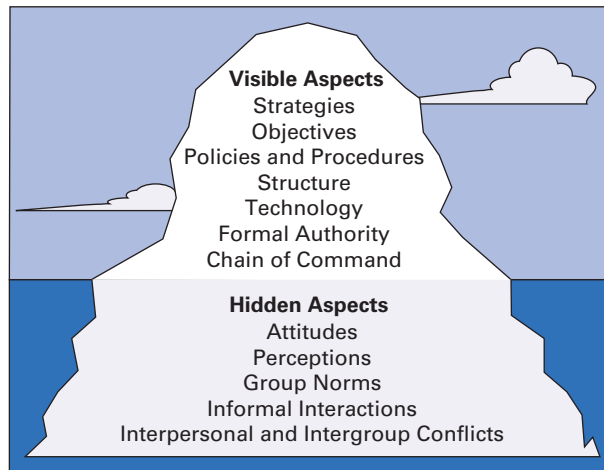 Visible Aspects
Strategies
Objectives
Policies and Procedures
Structure
Technology
Formal Authority
Chain of Command
Hidden Aspects
Attitudes
Perceptions
Group Norms
Informal Interactions
Interpersonal and Intergroup Conflicts